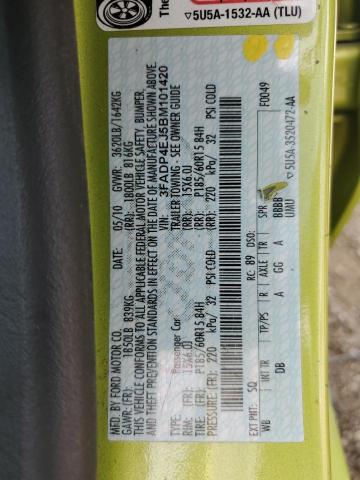 5U5A-1532-AA (TLU)
MFD. BY FORD MOTOR CO.
05/10 GVWR: 3620LB/1642KG
GAWR: (FR): 1850LB 839KG (RR): 1800LB 816KG
THIS VEHICLE CONFORMS TO ALL APPLICABLE FEDERAL MOTOR VEHICLE SAFETY, BUMPER,
AND THEFT PREVENTION STANDARDS IN EFFECT ON THE DATE OF MANUFACTURE SHOWN ABOVE
VIN: 3FADP4EJ5BM101420
TYPE: Passenger Car TRAILER TOWING - SEE OWNER GUIDE
RIM: (FR): 15X6.0J (RR): 15X6.0J
TIRES: (FR): P185/60R15 84H (RR): P185/60R15 84H
PRESSURE: (FR): 220 kPa/ 32 PSI COLD (RR): 220 kPa/ 32 PSI COLD
EXT PNT: SQ RC: 89 DSO: F0049
WB INT TR TP/PS R AXLE TR SPR
DB A GG A BBBB UMU
5U5A-3520472-AA